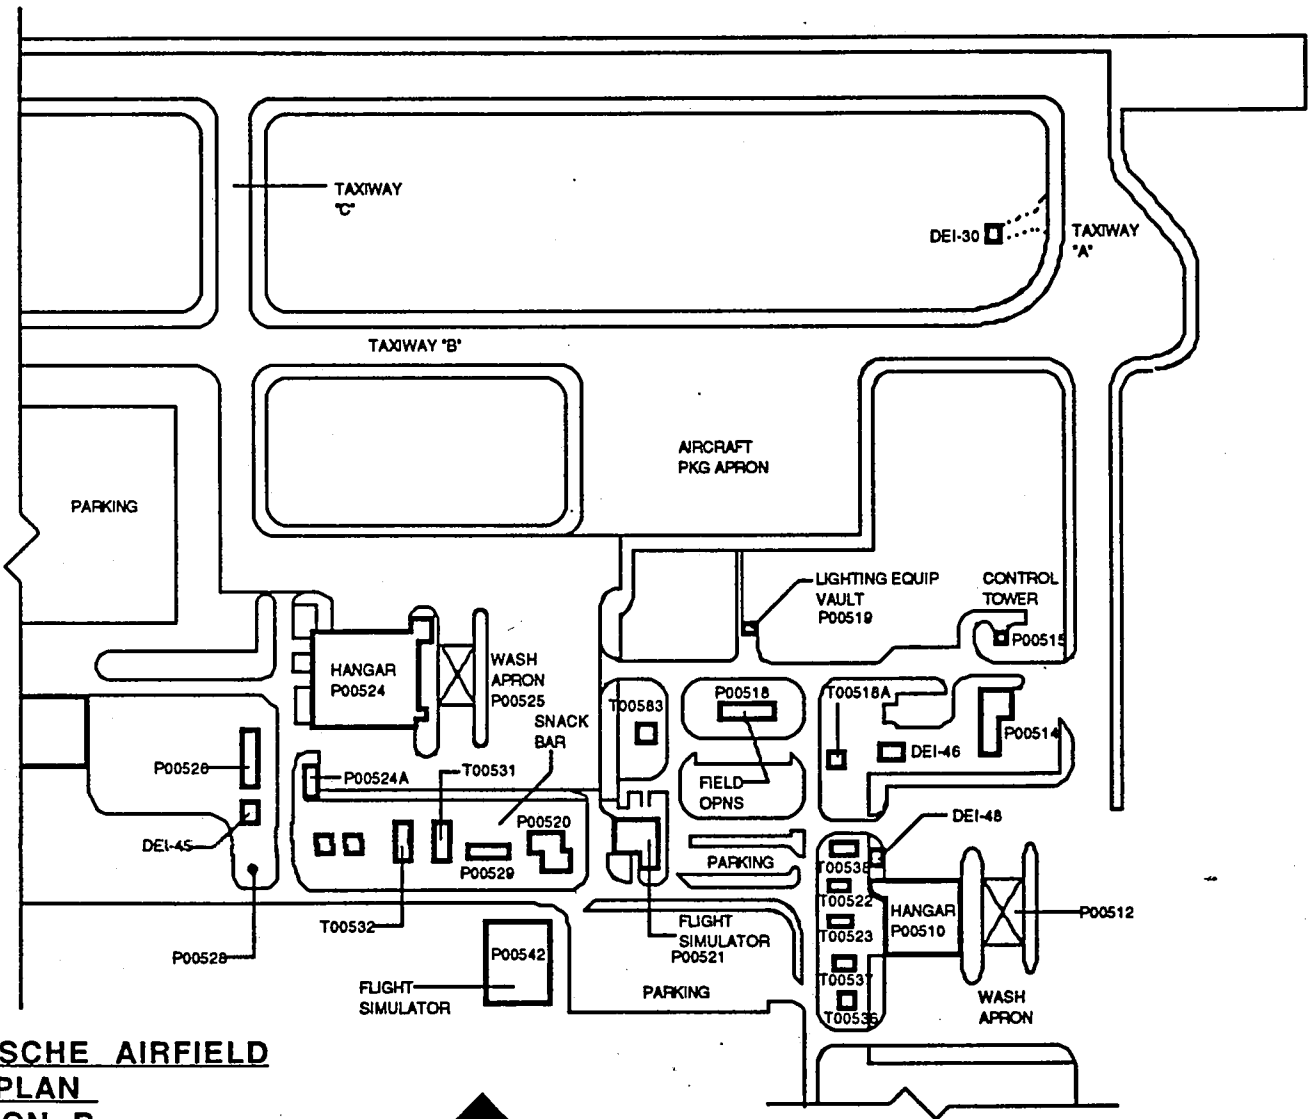 TAXIWAY
"C"
DEI-30
TAXIWAY
"A"
TAXIWAY "B"
AIRCRAFT
PKG APRON
PARKING
LIGHTING EQUIP
VAULT
P00519
CONTROL
TOWER
P00515
HANGAR
P00524
WASH
APRON
P00525
SNACK
BAR
T00583
P00518
T00518A
P00514
DEI-46
FIELD
OPNS
P00526
P00524A
T00531
DEI-45
P00520
P00529
DEI-48
PARKING
T00538
T00522
T00523
T00537
T00536
HANGAR
P00510
P00512
T00532
P00528
P00542
FLIGHT
SIMULATOR
P00521
FLIGHT
SIMULATOR
PARKING
WASH
APRON
SCHE AIRFIELD
PLAN